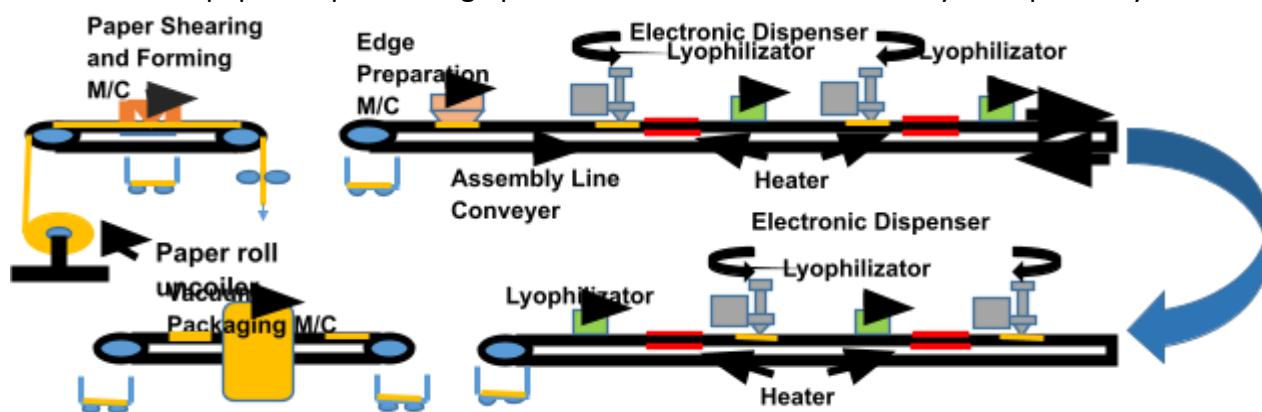 Paper Shearing
and Forming
M/C
Edge
Preparation
M/C
Electronic Dispenser
Lyophilizator
Lyophilizator
Assembly Line
Conveyer
Heater
Paper roll
uncoiler
Vacuum
Packaging M/C
Electronic Dispenser
Lyophilizator
Lyophilizator
Heater